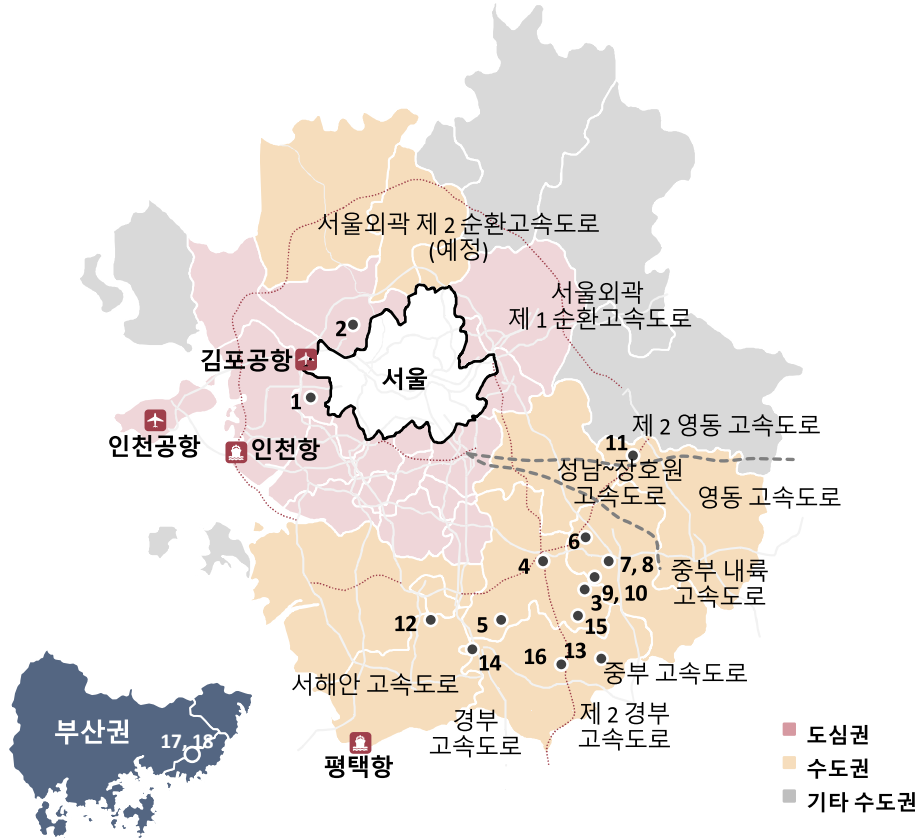 서울외곽 제 2 순환고속도로
(예정)
서울외곽
제 1 순환고속도로
2
김포공항
서울
1
인천공항
인천항
제 2 영동 고속도로
11
성남~장호원
고속도로
영동 고속도로
6
4
7, 8
중부 내륙
고속도로
9, 10
3
12
5
15
14
16
13
중부 고속도로
서해안 고속도로
경부
고속도로
제 2 경부
고속도로
평택항
부산권
17, 18
도심권
수도권
기타 수도권